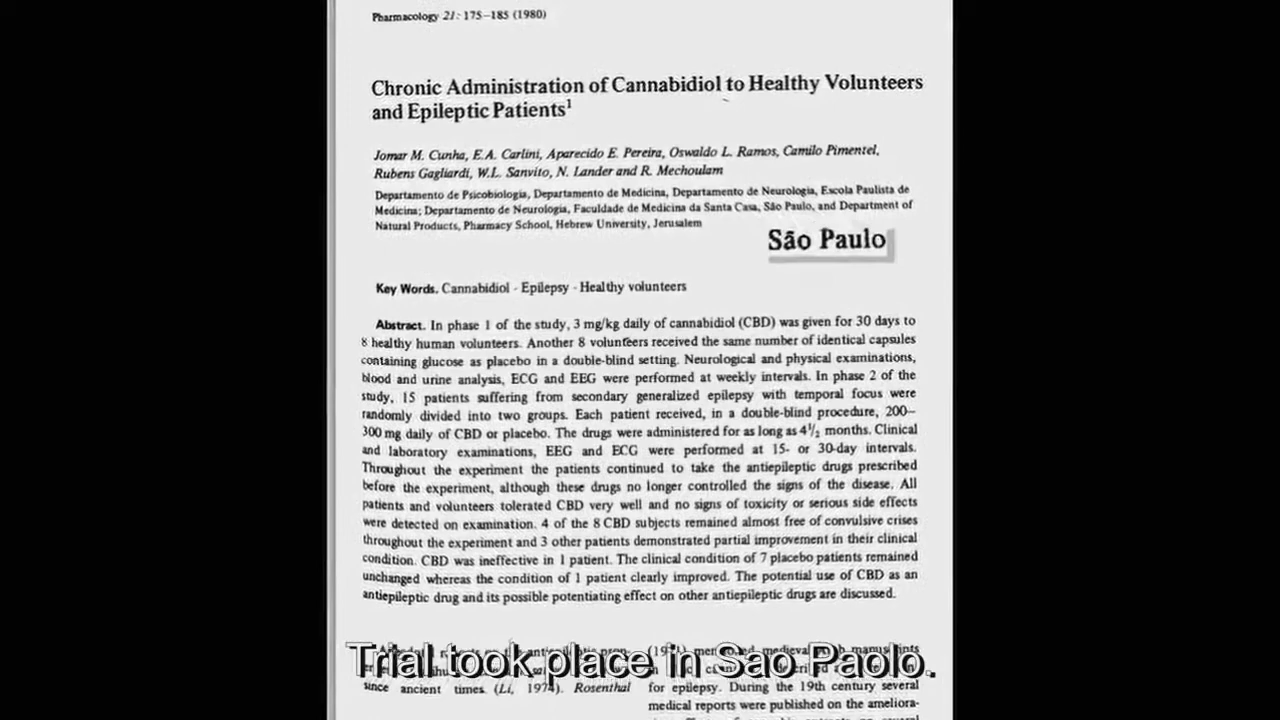 Pharmacology 21: 175–185 (1980)
Chronic Administration of Cannabidiol to Healthy Volunteers
and Epileptic Patients¹
Jomar M. Cunha, E.A. Carlini, Aparecido E. Pereira, Oswaldo L. Ramos, Camilo Pimentel,
Rubens Gagliardi, W.L. Sanvito, N. Lander and R. Mechoulam
Departamento de Psicobiologia, Departamento de Medicina, Departamento de Neurologia, Escola Paulista de
Medicina; Departamento de Neurologia, Faculdade de Medicina da Santa Casa, São Paulo, and Department of
Natural Products, Pharmacy School, Hebrew University, Jerusalem
São Paulo
Key Words. Cannabidiol · Epilepsy · Healthy volunteers
Abstract. In phase 1 of the study, 3 mg/kg daily of cannabidiol (CBD) was given for 30 days to
8 healthy human volunteers. Another 8 volunteers received the same number of identical capsules
containing glucose as placebo in a double-blind setting. Neurological and physical examinations,
blood and urine analysis, ECG and EEG were performed at weekly intervals. In phase 2 of the
study, 15 patients suffering from secondary generalized epilepsy with temporal focus were
randomly divided into two groups. Each patient received, in a double-blind procedure, 200–
300 mg daily of CBD or placebo. The drugs were administered for as long as 4½ months. Clinical
and laboratory examinations, EEG and ECG were performed at 15- or 30-day intervals.
Throughout the experiment the patients continued to take the antiepileptic drugs prescribed
before the experiment, although these drugs no longer controlled the signs of the disease. All
patients and volunteers tolerated CBD very well and no signs of toxicity or serious side effects
were detected on examination. 4 of the 8 CBD subjects remained almost free of convulsive crises
throughout the experiment and 3 other patients demonstrated partial improvement in their clinical
condition. CBD was ineffective in 1 patient. The clinical condition of 7 placebo patients remained
unchanged whereas the condition of 1 patient clearly improved. The potential use of CBD as an
antiepileptic drug and its possible potentiating effect on other antiepileptic drugs are discussed.
Trial took place in Sao Paolo.
since ancient times. (Li, 1974). Rosenthal
for epilepsy. During the 19th century several
medical reports were published on the ameliora-